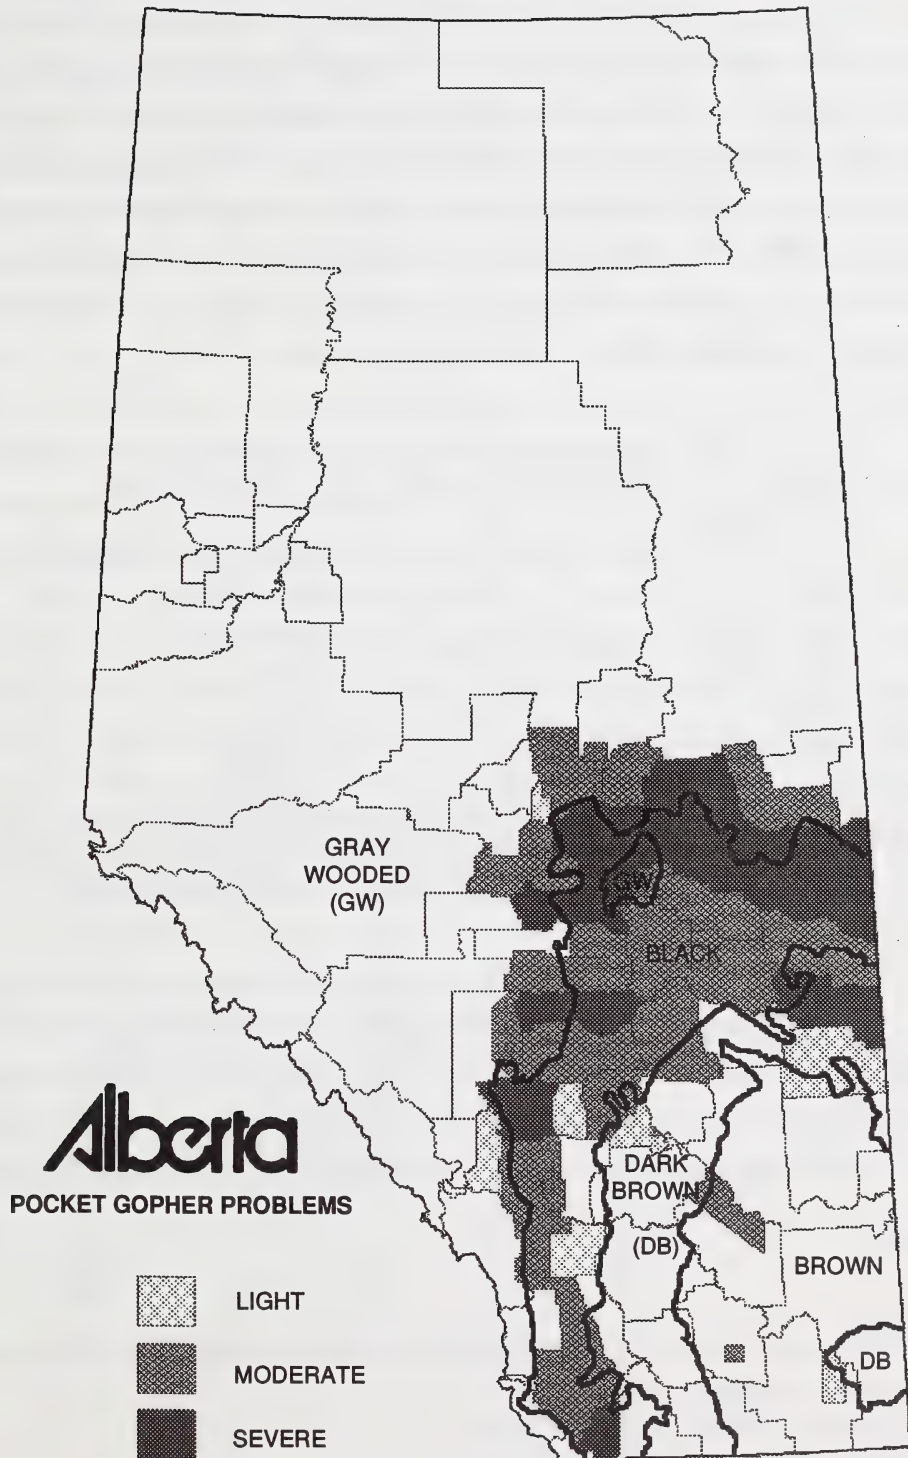 GRAY
WOODED
(GW)
GW
BLACK
Alberta
POCKET GOPHER PROBLEMS
DARK
BROWN
(DB)
BROWN
DB
LIGHT
MODERATE
SEVERE